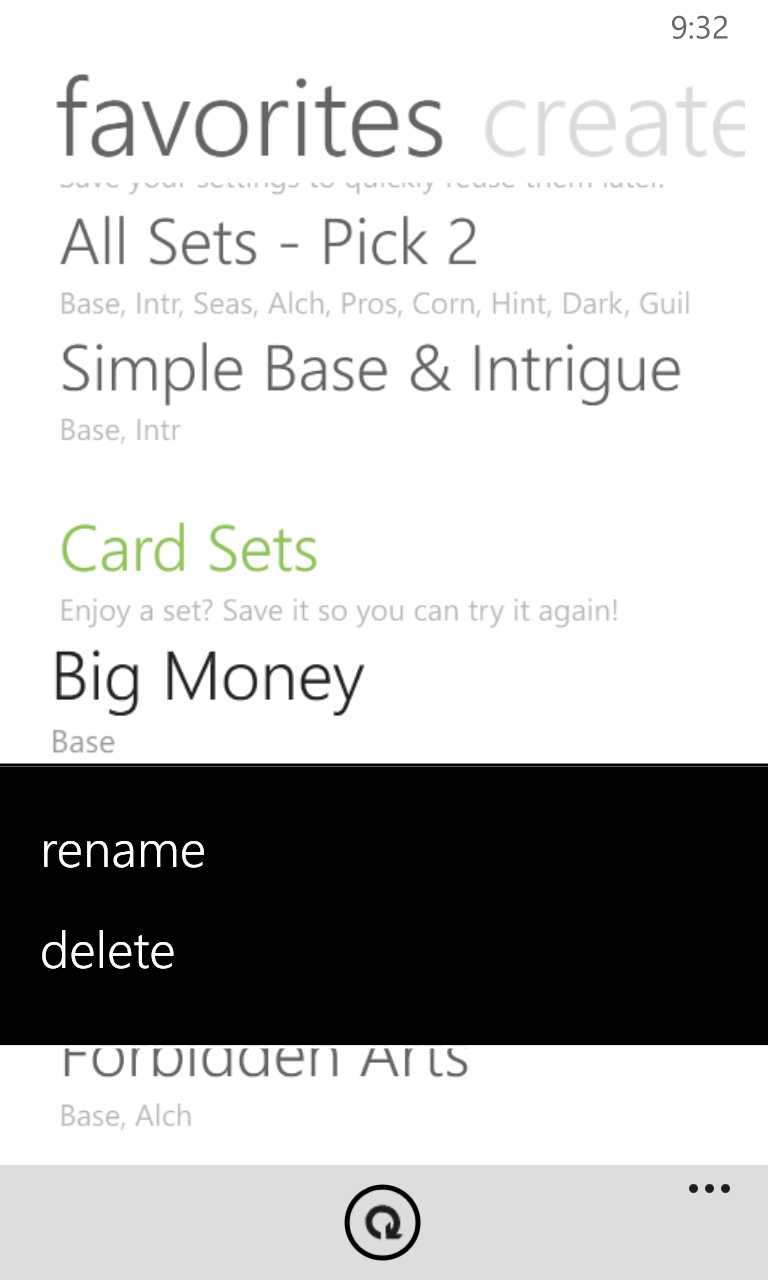 9:32
favorites create
Save your settings to quickly reuse them later.
All Sets - Pick 2
Base, Intr, Seas, Alch, Pros, Corn, Hint, Dark, Guil
Simple Base & Intrigue
Base, Intr
Card Sets
Enjoy a set? Save it so you can try it again!
Big Money
Base
rename
delete
Forbidden Arts
Base, Alch